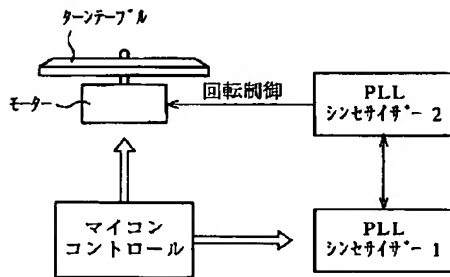 ターンテーブル
モーター
回転制御
PLL
シンセサイザー 2
マイコン
コントロール
PLL
シンセサイザー 1